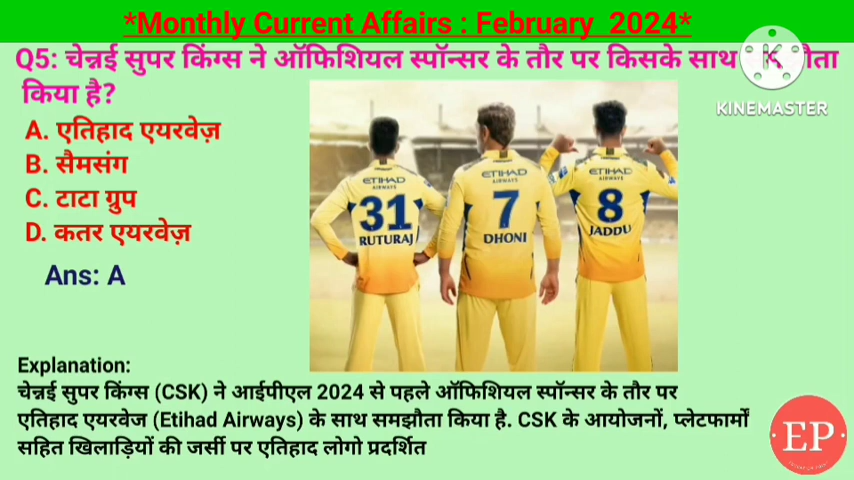 *Monthly Current Affairs : February 2024*
Q5: चेन्नई सुपर किंग्स ने ऑफिशियल स्पॉन्सर के तौर पर किसके साथ
किया है?
KINEMASTER
A. एतिहाद एयरवेज़
B. सैमसंग
C. टाटा ग्रुप
D. कतर एयरवेज़
Ans: A
ETIHAD
AIRWAYS
31
RUTURAJ
ETIHAD
AIRWAYS
7
DHONI
ETIHAD
AIRWAYS
8
JADDU
Explanation:
चेन्नई सुपर किंग्स (CSK) ने आईपीएल 2024 से पहले ऑफिशियल स्पॉन्सर के तौर पर
एतिहाद एयरवेज (Etihad Airways) के साथ समझौता किया है. CSK के आयोजनों, प्लेटफार्मों
सहित खिलाड़ियों की जर्सी पर एतिहाद लोगो प्रदर्शित
EP